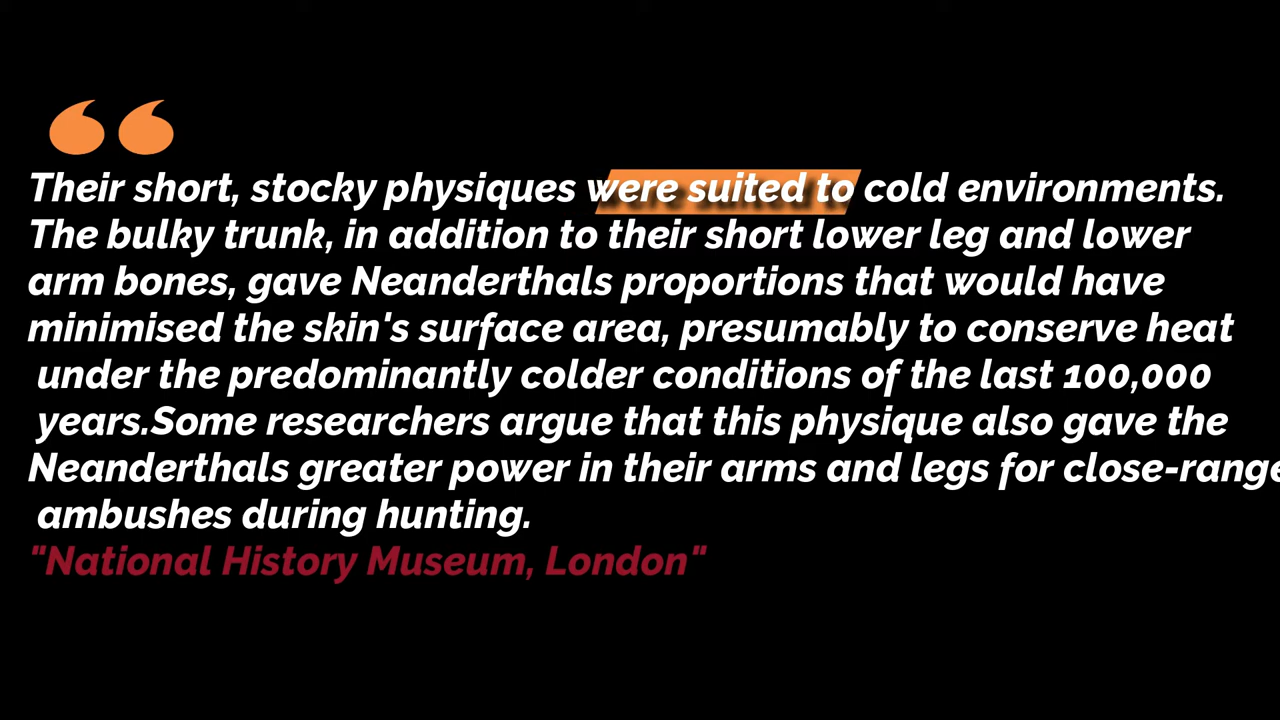 Their short, stocky physiques were suited to cold environments.
The bulky trunk, in addition to their short lower leg and lower
arm bones, gave Neanderthals proportions that would have
minimised the skin's surface area, presumably to conserve heat
under the predominantly colder conditions of the last 100,000
years.Some researchers argue that this physique also gave the
Neanderthals greater power in their arms and legs for close-range
ambushes during hunting.
"National History Museum, London"